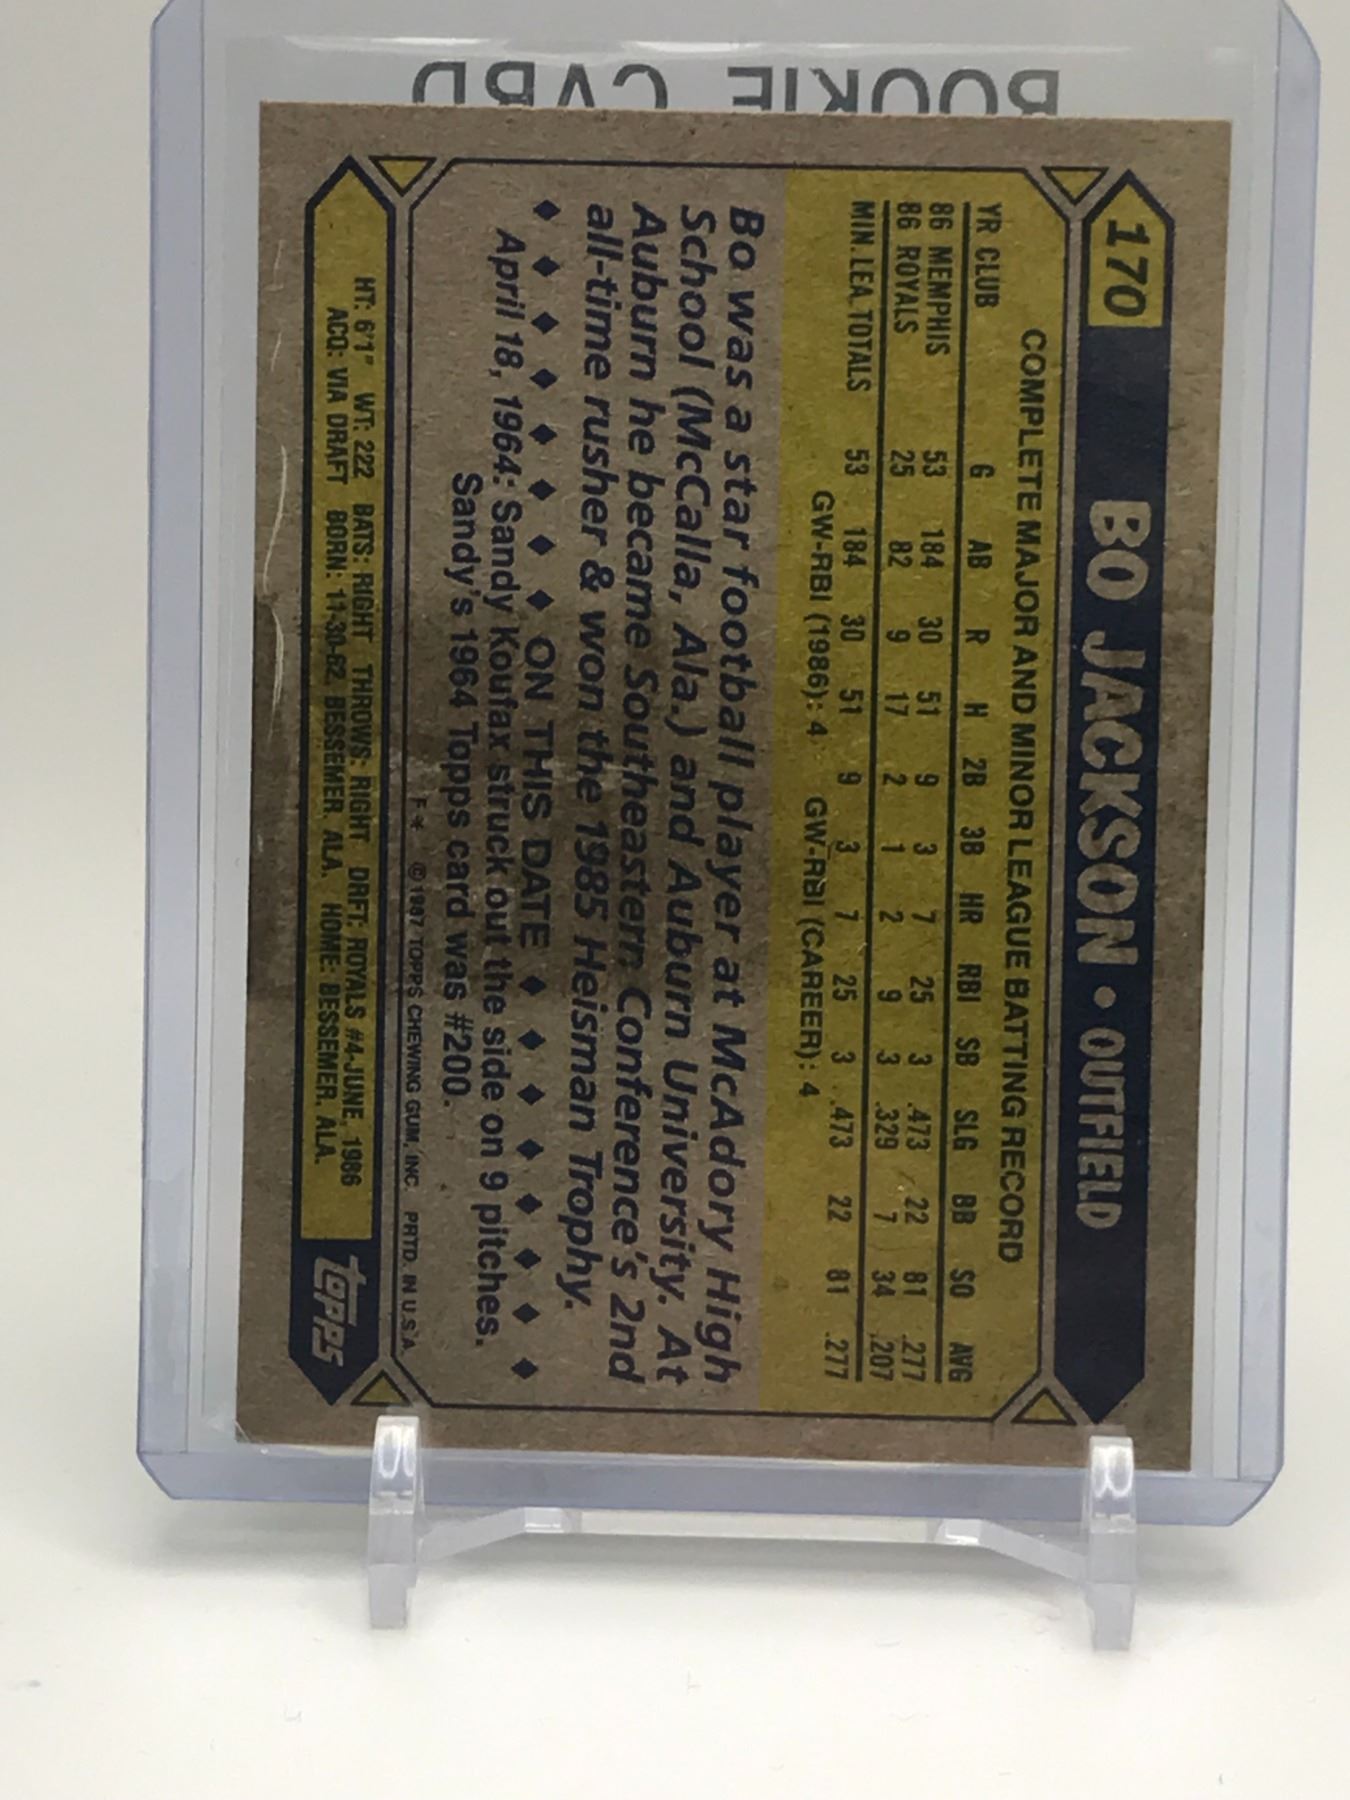 ROOKIE CARD
170 BO JACKSON • OUTFIELD
COMPLETE MAJOR AND MINOR LEAGUE BATTING RECORD
YR CLUB G AB R H 2B 3B HR RBI SB SLG BB SO AVG
86 MEMPHIS 53 184 30 51 9 3 7 25 3 .473 22 81 .277
86 ROYALS 25 82 9 17 2 1 2 9 3 .329 7 34 .207
MIN. LEA. TOTALS 53 184 30 51 9 3 7 25 3 .473 22 81 .277
GW-RBI (1986): 4 GW-RBI (CAREER): 4
Bo was a star football player at McAdory High
School (McCalla, Ala.) and Auburn University. At
Auburn he became Southeastern Conference's 2nd
all-time rusher & won the 1985 Heisman Trophy.
♦ ♦ ♦ ♦ ♦ ♦ ♦ ♦ ON THIS DATE ♦ ♦ ♦ ♦ ♦ ♦ ♦ ♦
April 18, 1964: Sandy Koufax struck out the side on 9 pitches.
Sandy's 1964 Topps card was #200.
F* © 1987 TOPPS CHEWING GUM, INC. PRTD. IN U.S.A.
HT: 6'1" WT: 222 BATS: RIGHT THROWS: RIGHT DRFT: ROYALS #4-JUNE, 1986
ACQ: VIA DRAFT BORN: 11-30-62, BESSEMER, ALA. HOME: BESSEMER, ALA.
topps